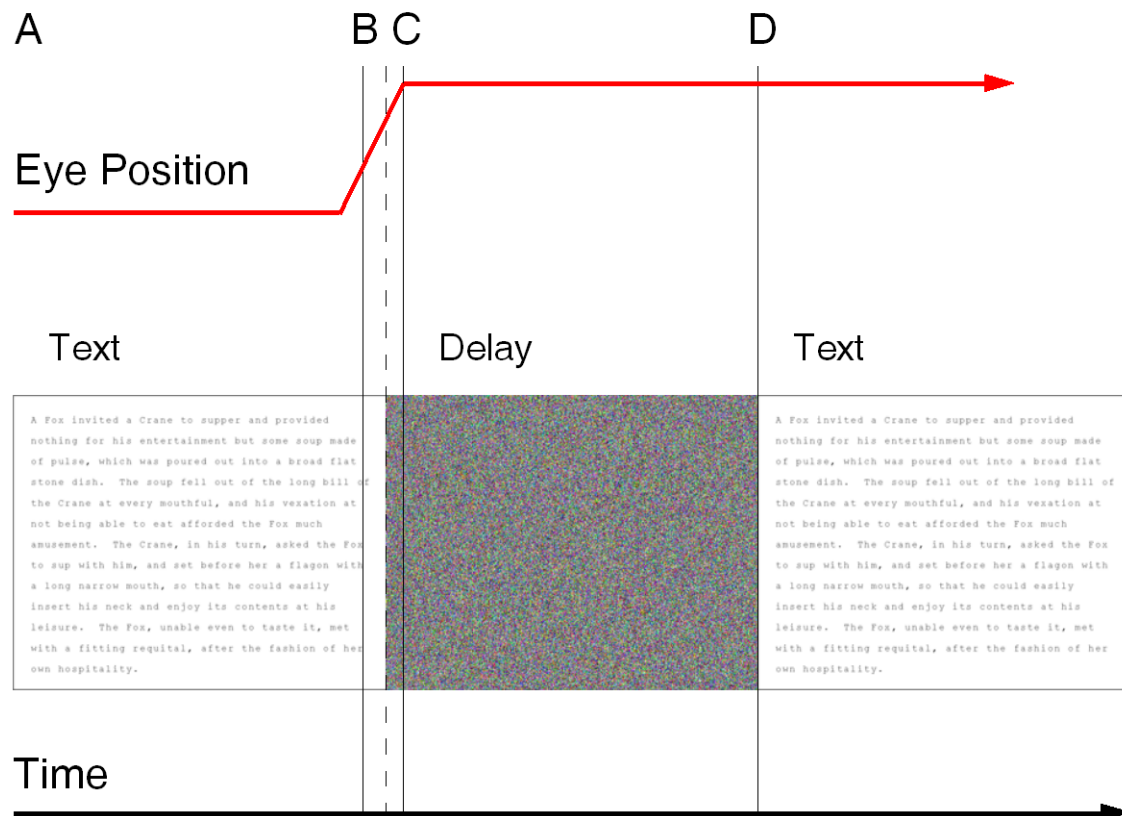 A B C D
Eye Position
Text Delay Text
A Fox invited a Crane to supper and provided
nothing for his entertainment but some soup made
of pulse, which was poured out into a broad flat
stone dish.  The soup fell out of the long bill of
the Crane at every mouthful, and his vexation at
not being able to eat afforded the Fox much
amusement.  The Crane, in his turn, asked the Fox
to sup with him, and set before her a flagon with
a long narrow mouth, so that he could easily
insert his neck and enjoy its contents at his
leisure.  The Fox, unable even to taste it, met
with a fitting requital, after the fashion of her
own hospitality.
A Fox invited a Crane to supper and provided
nothing for his entertainment but some soup made
of pulse, which was poured out into a broad flat
stone dish.  The soup fell out of the long bill of
the Crane at every mouthful, and his vexation at
not being able to eat afforded the Fox much
amusement.  The Crane, in his turn, asked the Fox
to sup with him, and set before her a flagon with
a long narrow mouth, so that he could easily
insert his neck and enjoy its contents at his
leisure.  The Fox, unable even to taste it, met
with a fitting requital, after the fashion of her
own hospitality.
Time